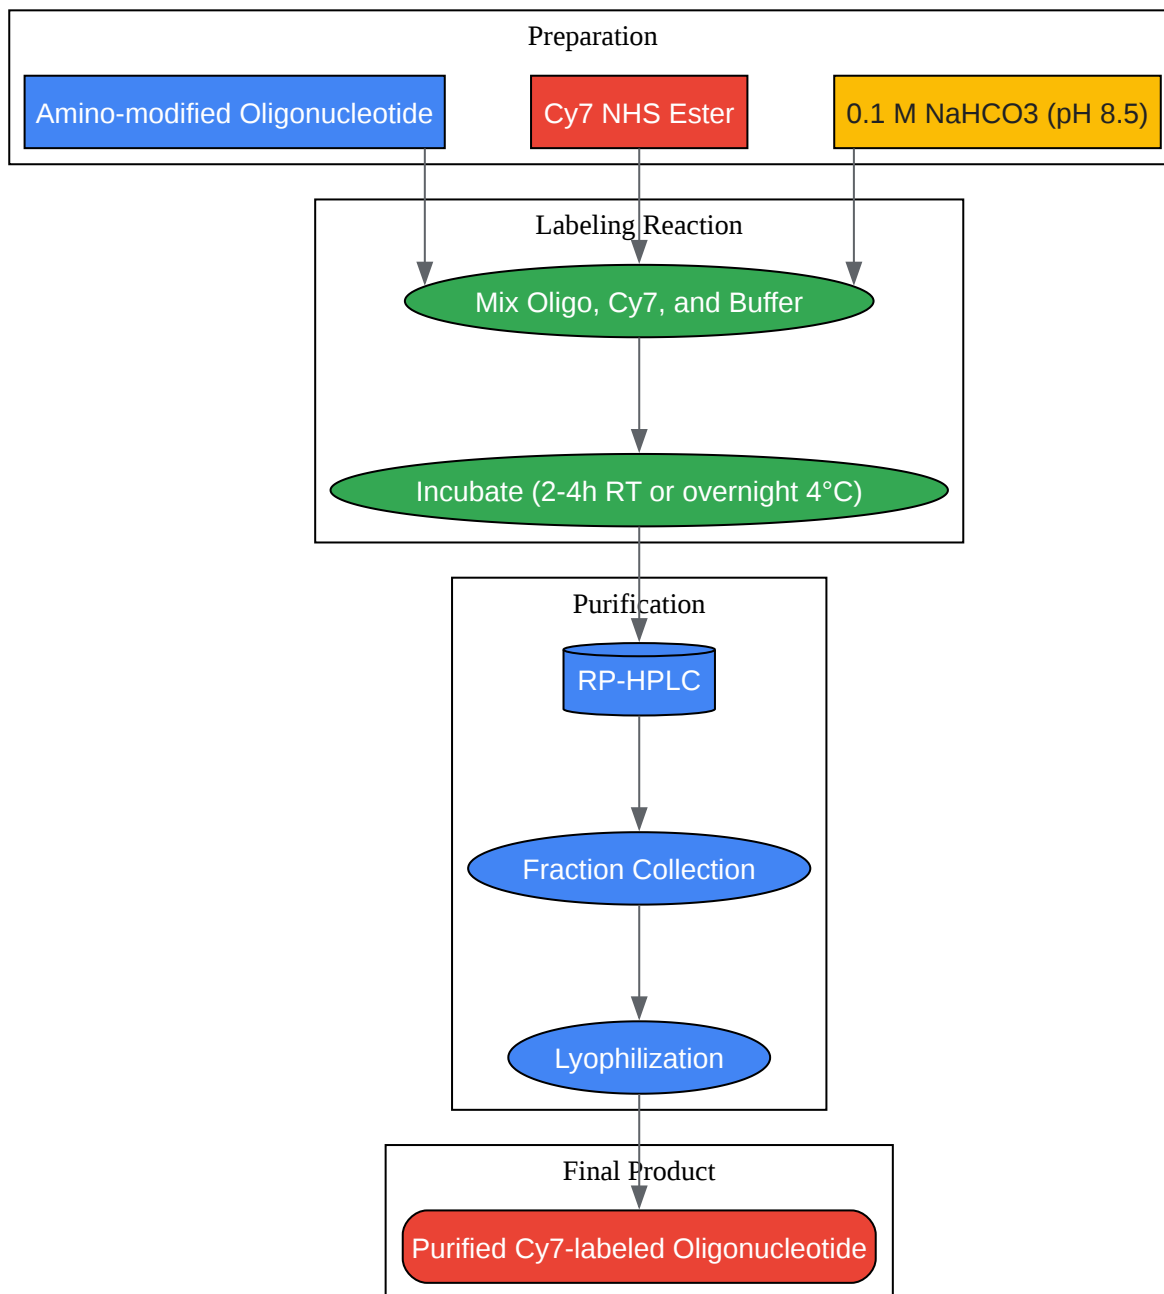 Preparation
Amino-modified Oligonucleotide
Cy7 NHS Ester
0.1 M NaHCO3 (pH 8.5)
Labeling Reaction
Mix Oligo, Cy7, and Buffer
Incubate (2-4h RT or overnight 4°C)
Purification
RP-HPLC
Fraction Collection
Lyophilization
Final Product
Purified Cy7-labeled Oligonucleotide